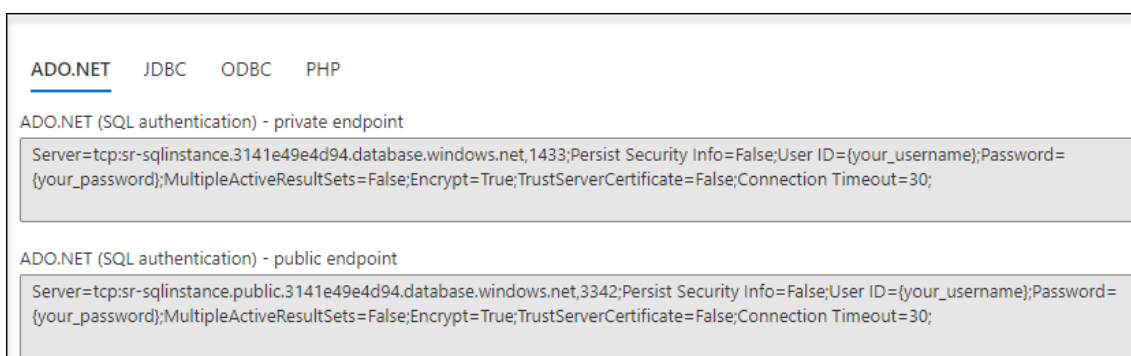 ADO.NET JDBC ODBC PHP
ADO.NET (SQL authentication) - private endpoint
Server=tcp:sr-sqlinstance.3141e49e4d94.database.windows.net,1433;Persist Security Info=False;User ID={your_username};Password=
{your_password};MultipleActiveResultSets=False;Encrypt=True;TrustServerCertificate=False;Connection Timeout=30;
ADO.NET (SQL authentication) - public endpoint
Server=tcp:sr-sqlinstance.public.3141e49e4d94.database.windows.net,3342;Persist Security Info=False;User ID={your_username};Password=
{your_password};MultipleActiveResultSets=False;Encrypt=True;TrustServerCertificate=False;Connection Timeout=30;